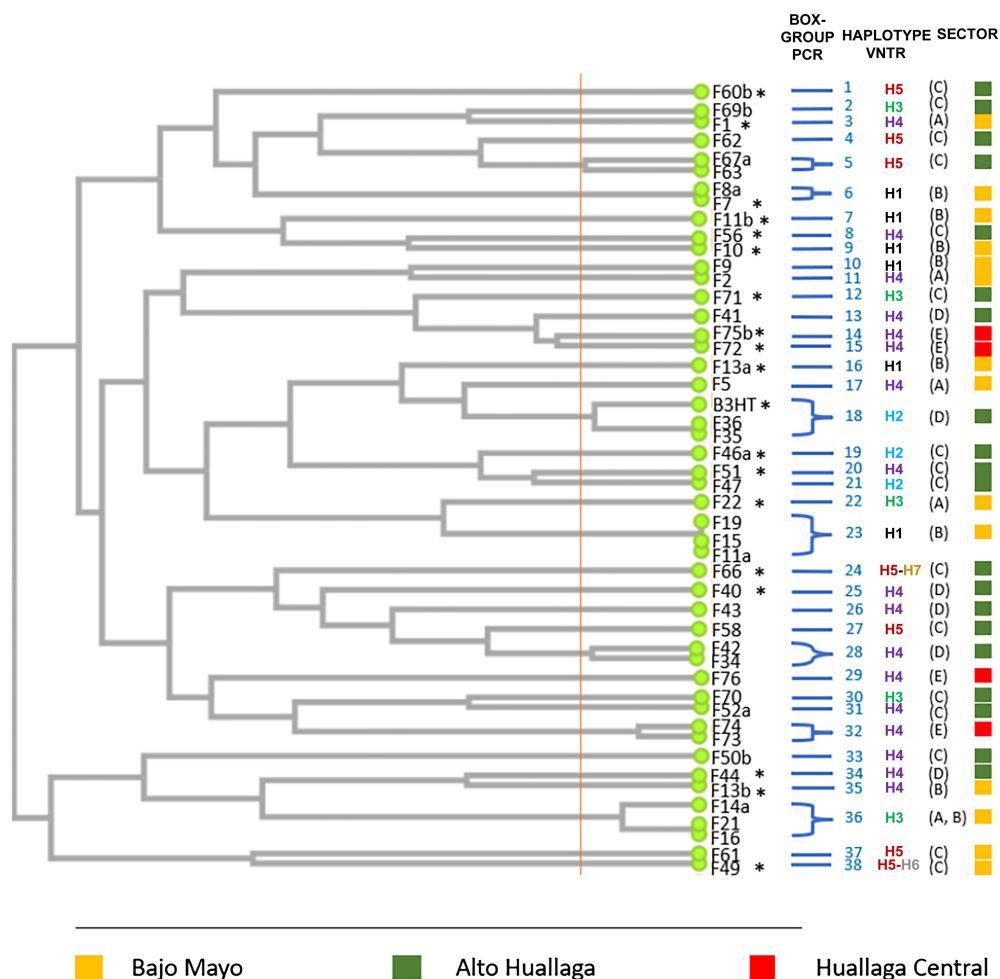 BOX-
GROUP
PCR
HAPLOTYPE
VNTR
SECTOR
F60b * 1 H5 (C)
F69b 2 H3 (C)
F1 * 3 H4 (A)
F62 4 H5 (C)
F67a
F63
5 H5 (C)
F8a
F7 *
6 H1 (B)
F11b * 7 H1 (B)
F56 * 8 H4 (C)
F10 * 9 H1 (B)
F9 10 H1 (B)
F2 11 H4 (A)
F71 * 12 H3 (C)
F41 13 H4 (D)
F75b * 14 H4 (E)
F72 * 15 H4 (E)
F13a * 16 H1 (B)
F5 17 H4 (A)
B3HT *
F36
F35
18 H2 (D)
F46a * 19 H2 (C)
F51 * 20 H4 (C)
F47 21 H2 (C)
F22 * 22 H3 (A)
F19
F15
F11a
23 H1 (B)
F66 * 24 H5-H7 (C)
F40 * 25 H4 (D)
F43 26 H4 (D)
F58 27 H5 (C)
F42
F34
28 H4 (D)
F76 29 H4 (E)
F70 30 H3 (C)
F52a 31 H4 (C)
F74
F73
32 H4 (E)
F50b 33 H4 (C)
F44 * 34 H4 (D)
F13b * 35 H4 (B)
F14a
F21
F16
36 H3 (A, B)
F61 37 H5 (C)
F49 * 38 H5-H6 (C)
Bajo Mayo Alto Huallaga Huallaga Central